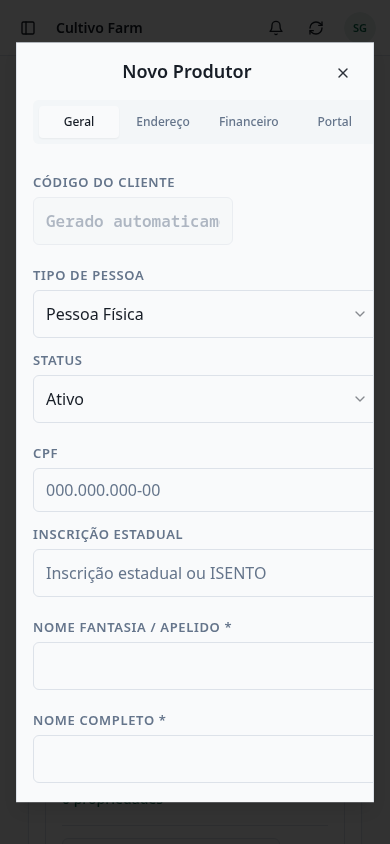 Cultivo Farm
SG
Novo Produtor
Geral
Endereço
Financeiro
Portal
CÓDIGO DO CLIENTE
Gerado automaticam
TIPO DE PESSOA
Pessoa Física
STATUS
Ativo
CPF
000.000.000-00
INSCRIÇÃO ESTADUAL
Inscrição estadual ou ISENTO
NOME FANTASIA / APELIDO *
NOME COMPLETO *